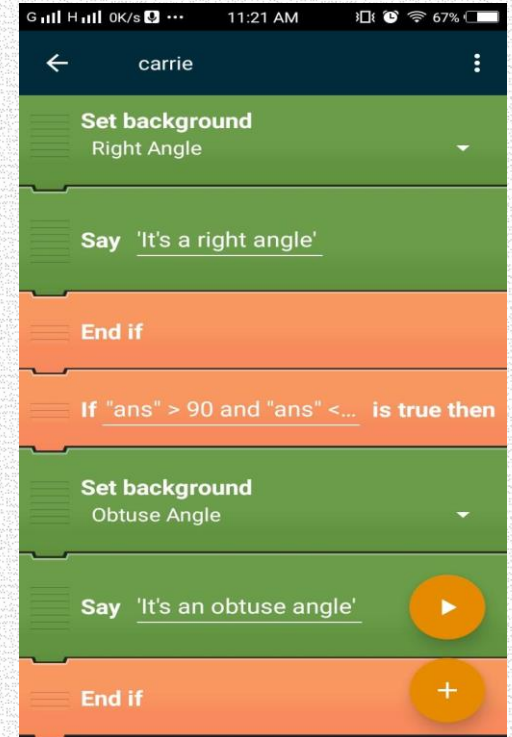 G H 0K/s ... 11:21 AM 67%
carrie
Set background
Right Angle
Say 'It's a right angle'
End if
If "ans" > 90 and "ans" <... is true then
Set background
Obtuse Angle
Say 'It's an obtuse angle'
End if